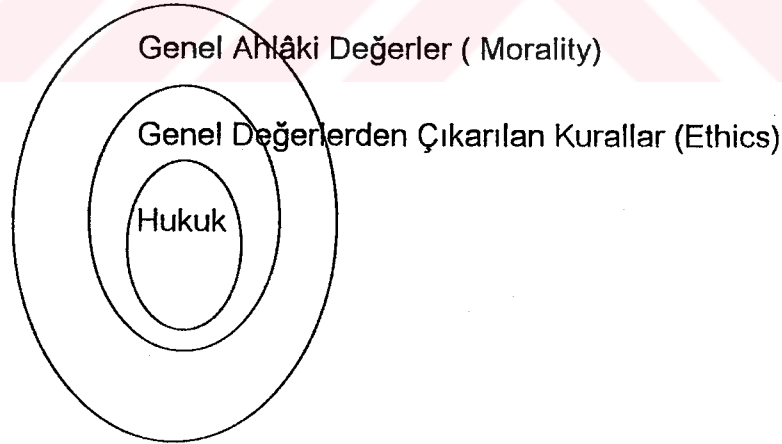 Genel Ahlâki Değerler ( Morality)
Genel Değerlerden Çıkarılan Kurallar (Ethics)
Hukuk